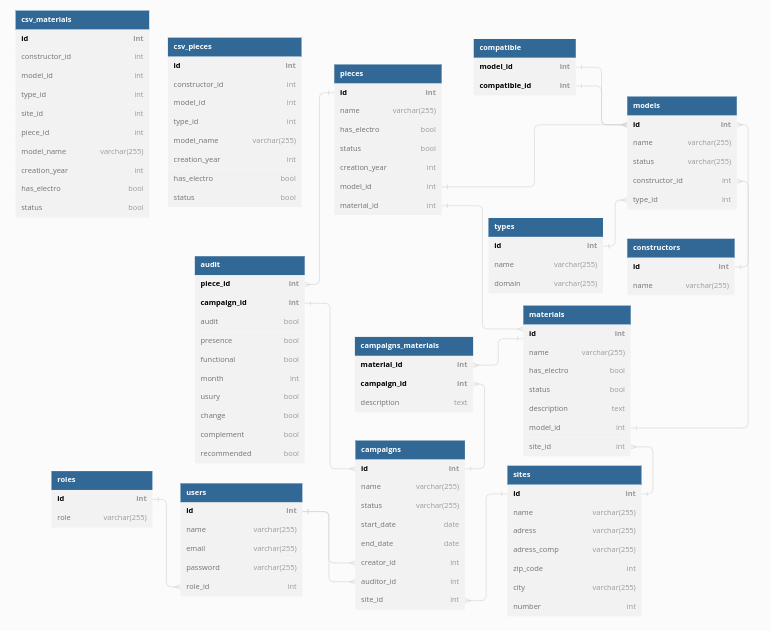 csv_materials
id int
constructor_id int
model_id int
type_id int
site_id int
piece_id int
model_name varchar(255)
creation_year int
has_electro bool
status bool
csv_pieces
id int
constructor_id int
model_id int
type_id int
model_name varchar(255)
creation_year int
has_electro bool
status bool
pieces
id int
name varchar(255)
has_electro bool
status bool
creation_year int
model_id int
material_id int
compatible
model_id int
compatible_id int
models
id int
name varchar(255)
status varchar(255)
constructor_id int
type_id int
types
id int
name varchar(255)
domain varchar(255)
constructors
id int
name varchar(255)
audit
piece_id int
campaign_id int
audit bool
presence bool
functional bool
month int
usury bool
change bool
complement bool
recommended bool
campaigns_materials
material_id int
campaign_id int
description text
materials
id int
name varchar(255)
has_electro bool
status bool
description text
model_id int
site_id int
campaigns
id int
name varchar(255)
status varchar(255)
start_date date
end_date date
creator_id int
auditor_id int
site_id int
sites
id int
name varchar(255)
adress varchar(255)
adress_comp varchar(255)
zip_code int
city varchar(255)
number int
roles
id int
role varchar(255)
users
id int
name varchar(255)
email varchar(255)
password varchar(255)
role_id int